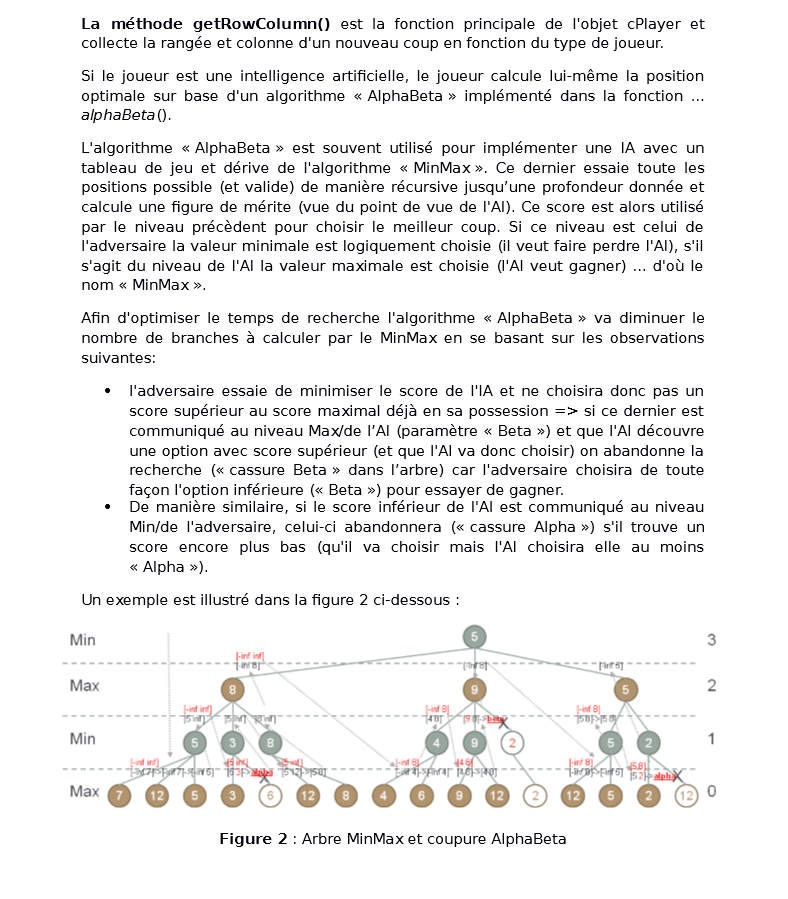 La méthode getRowColumn() est la fonction principale de l'objet cPlayer et
collecte la rangée et colonne d'un nouveau coup en fonction du type de joueur.
Si le joueur est une intelligence artificielle, le joueur calcule lui-même la position
optimale sur base d'un algorithme « AlphaBeta » implémenté dans la fonction ...
alphaBeta().
L'algorithme « AlphaBeta » est souvent utilisé pour implémenter une IA avec un
tableau de jeu et dérive de l'algorithme « MinMax ». Ce dernier essaie toute les
positions possible (et valide) de manière récursive jusqu’une profondeur donnée et
calcule une figure de mérite (vue du point de vue de l'AI). Ce score est alors utilisé
par le niveau précèdent pour choisir le meilleur coup. Si ce niveau est celui de
l'adversaire la valeur minimale est logiquement choisie (il veut faire perdre l'AI), s'il
s'agit du niveau de l'AI la valeur maximale est choisie (l'AI veut gagner) ... d'où le
nom « MinMax ».
Afin d'optimiser le temps de recherche l'algorithme « AlphaBeta » va diminuer le
nombre de branches à calculer par le MinMax en se basant sur les observations
suivantes:
• l'adversaire essaie de minimiser le score de l'IA et ne choisira donc pas un
score supérieur au score maximal déjà en sa possession => si ce dernier est
communiqué au niveau Max/de l’AI (paramètre « Beta ») et que l'AI découvre
une option avec score supérieur (et que l'AI va donc choisir) on abandonne la
recherche (« cassure Beta » dans l’arbre) car l'adversaire choisira de toute
façon l'option inférieure (« Beta ») pour essayer de gagner.
• De manière similaire, si le score inférieur de l'AI est communiqué au niveau
Min/de l'adversaire, celui-ci abandonnera (« cassure Alpha ») s'il trouve un
score encore plus bas (qu'il va choisir mais l'AI choisira elle au moins
« Alpha »).
Un exemple est illustré dans la figure 2 ci-dessous :
Min 5 3
[-inf inf]
[-inf 8] [-inf 8] [-inf 5]
Max 8 9 5 2
[-inf inf] [-inf 8] [-inf 8]
[5 inf] [5 inf] [8 inf] [4 8] beta [5 8]->[5 8]
Min 5 3 8 4 9 2 5 2 1
[-inf inf] [5 inf] [5 inf] [-inf 8] [4 8] [-inf 8] [5 8]
alpha [5 12]->[5 8] [-inf 4]->[-inf 4] [4 8]->[4 8] alpha
Max 7 12 5 3 6 12 8 4 6 9 12 2 12 5 2 12 0
Figure 2 : Arbre MinMax et coupure AlphaBeta